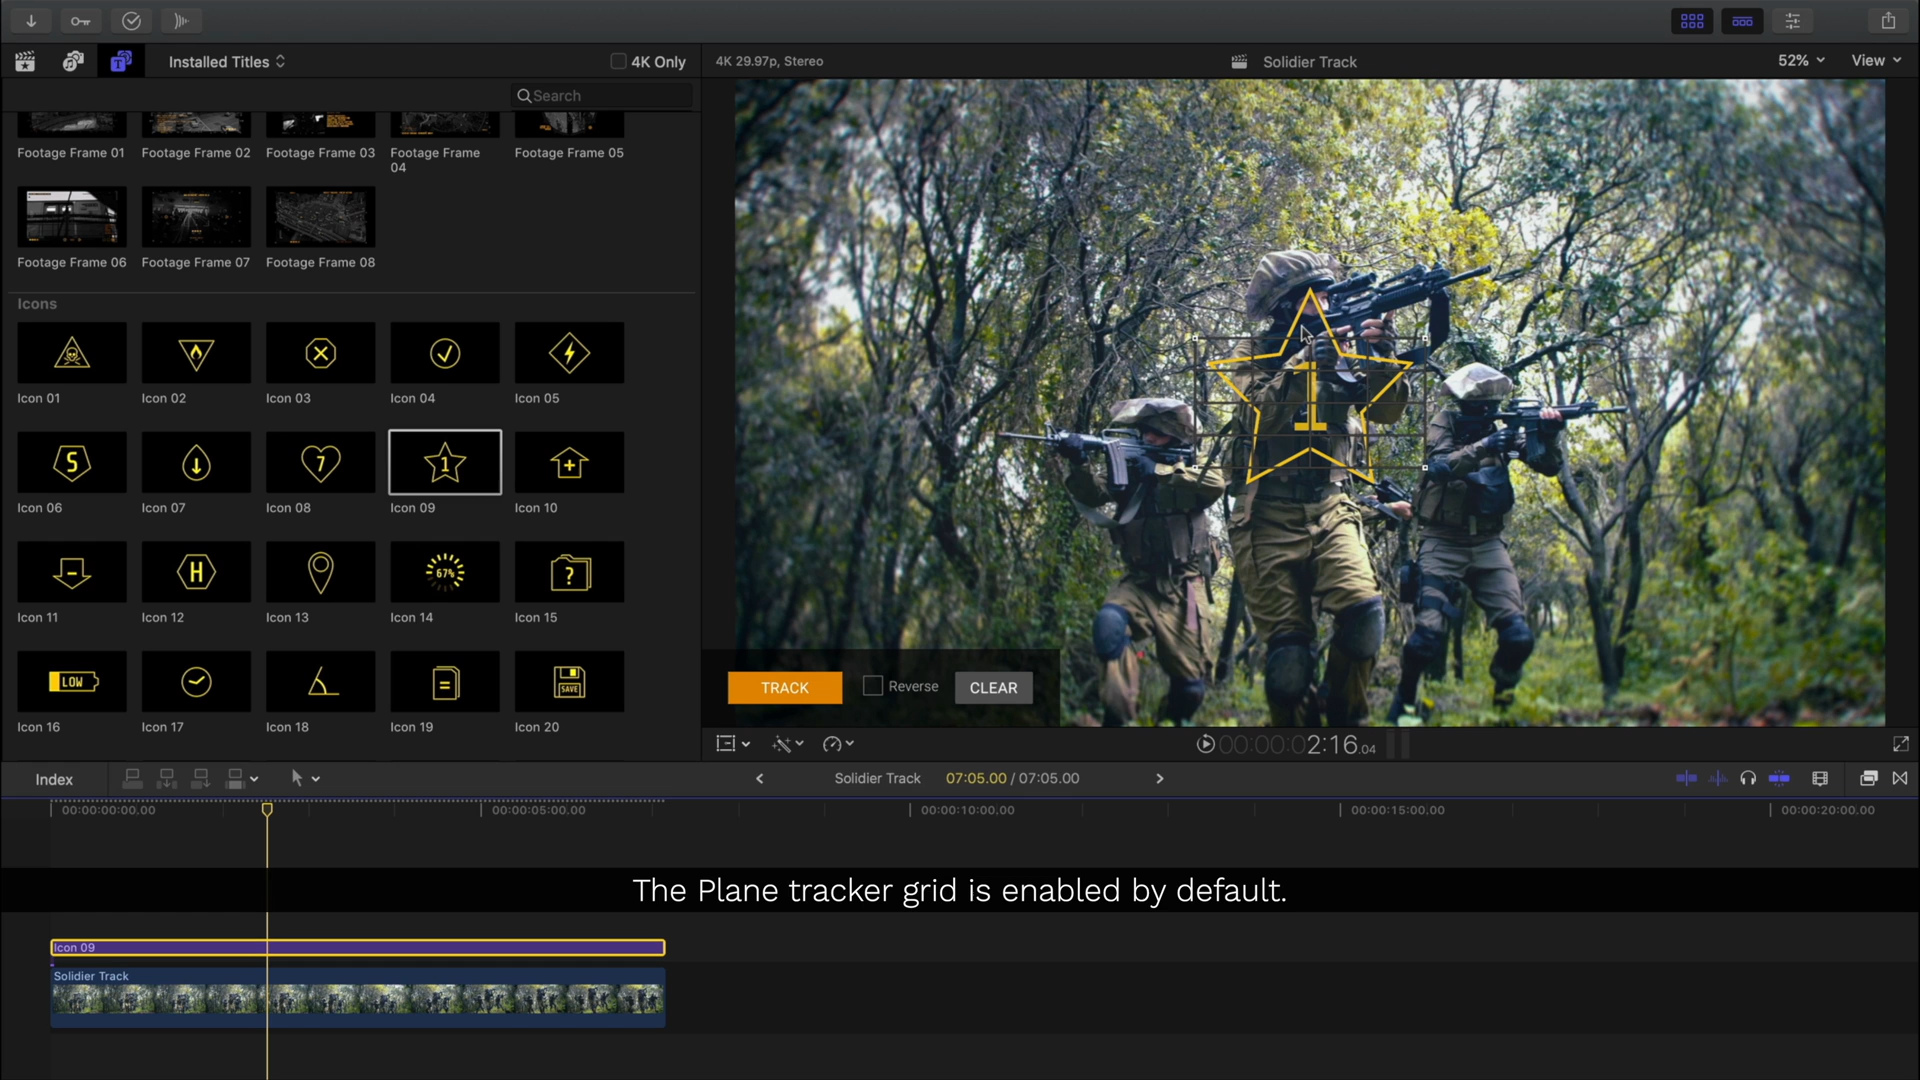 Installed Titles
4K Only
4K 29.97p, Stereo
Solidier Track
52%
View
Search
Footage Frame 01
Footage Frame 02
Footage Frame 03
Footage Frame 04
Footage Frame 05
Footage Frame 06
Footage Frame 07
Footage Frame 08
Icons
Icon 01
Icon 02
Icon 03
Icon 04
Icon 05
5
7
1
Icon 06
Icon 07
Icon 08
Icon 09
Icon 10
H
67%
?
Icon 11
Icon 12
Icon 13
Icon 14
Icon 15
LOW
SAVE
Icon 16
Icon 17
Icon 18
Icon 19
Icon 20
1
TRACK
Reverse
CLEAR
00:00:02:16.04
Index
Solidier Track
07:05.00 / 07:05.00
00:00:00:00.00
00:00:05:00.00
00:00:10:00.00
00:00:15:00.00
00:00:20:00.00
The Plane tracker grid is enabled by default.
Icon 09
Solidier Track